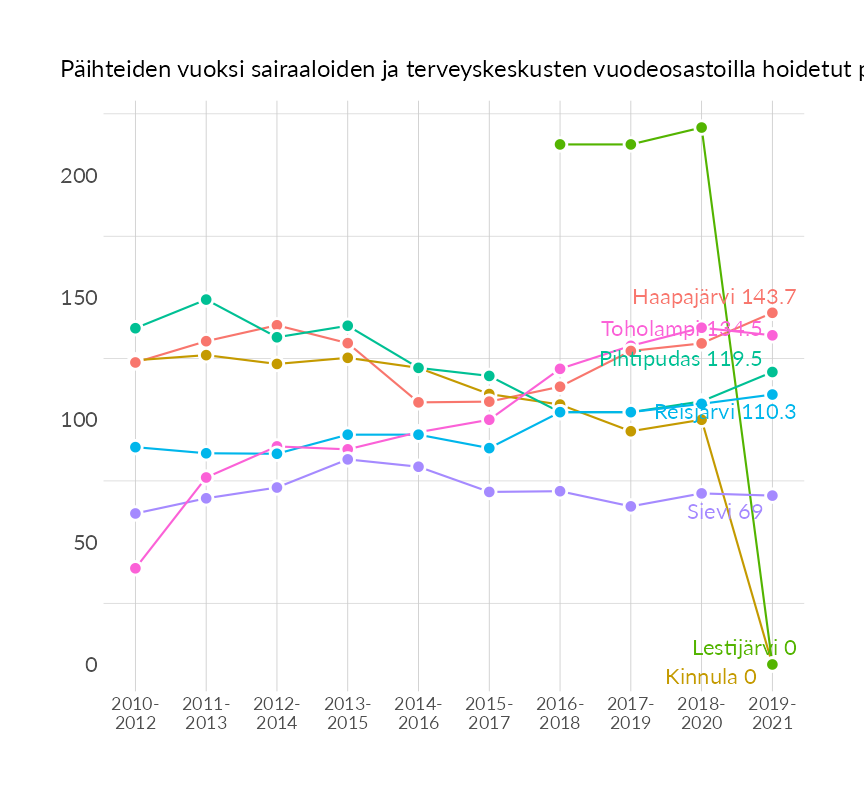 Päihteiden vuoksi sairaaloiden ja terveyskeskusten vuodeosastoilla hoidetut
200
150
100
50
0
Haapajärvi 143.7
Toholampi 134.5
Pihtipudas 119.5
Reisjärvi 110.3
Sievi 69
Lestijärvi 0
Kinnula 0
2010- 2011- 2012- 2013- 2014- 2015- 2016- 2017- 2018- 2019-
2012 2013 2014 2015 2016 2017 2018 2019 2020 2021